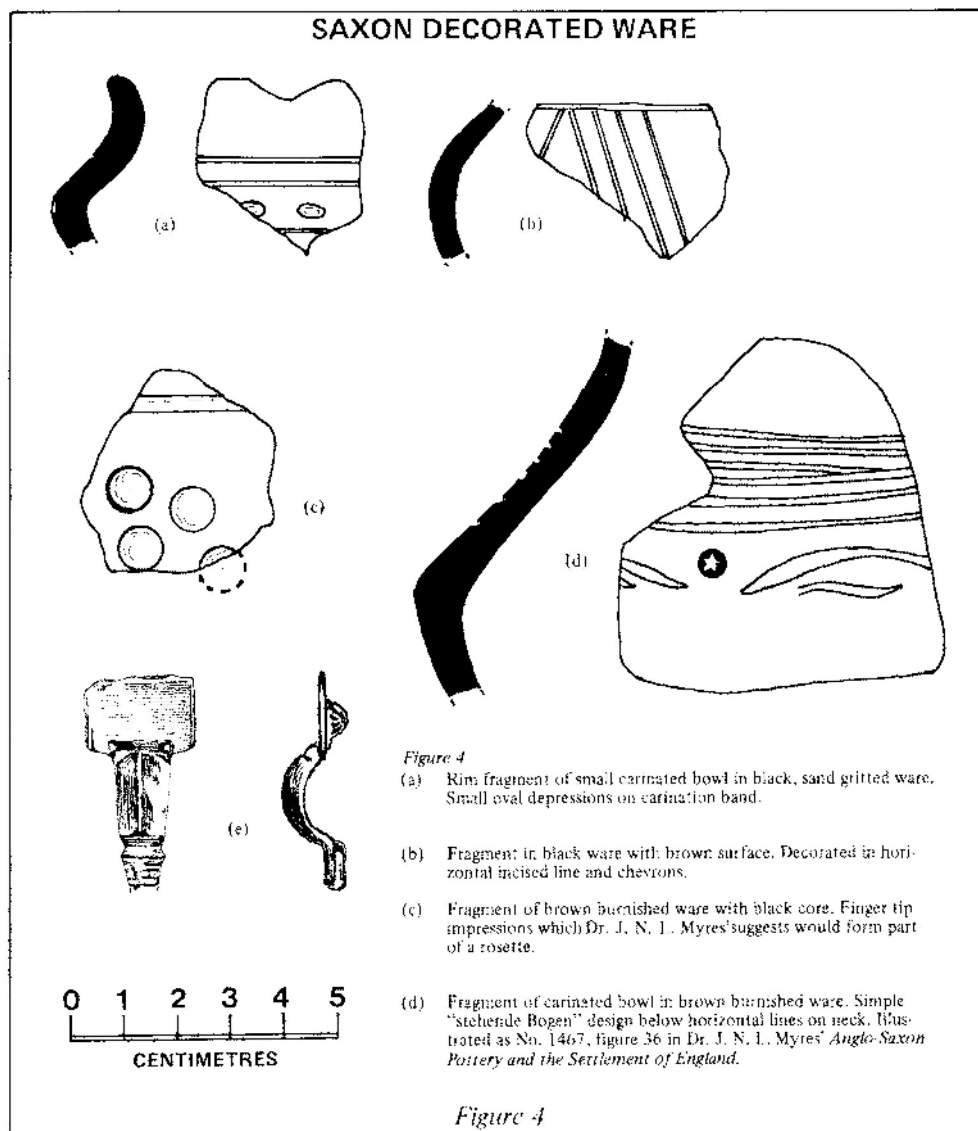 SAXON DECORATED WARE
(a)
(b)
(c)
(d)
(e)
Figure 4
(a) Rim fragment of small carinated bowl in black, sand gritted ware.
Small oval depressions on carination band.
(b) Fragment in black ware with brown surface. Decorated in hori-
zontal incised line and chevrons.
(c) Fragment of brown burnished ware with black core. Finger tip
impressions which Dr. J. N. L. Myres suggests would form part
of a rosette.
(d) Fragment of carinated bowl in brown burnished ware. Simple
"stehende Bogen" design below horizontal lines on neck. Illus-
trated as No. 1467, figure 36 in Dr. J. N. L. Myres' Anglo-Saxon
Pottery and the Settlement of England.
0 1 2 3 4 5
CENTIMETRES
Figure 4